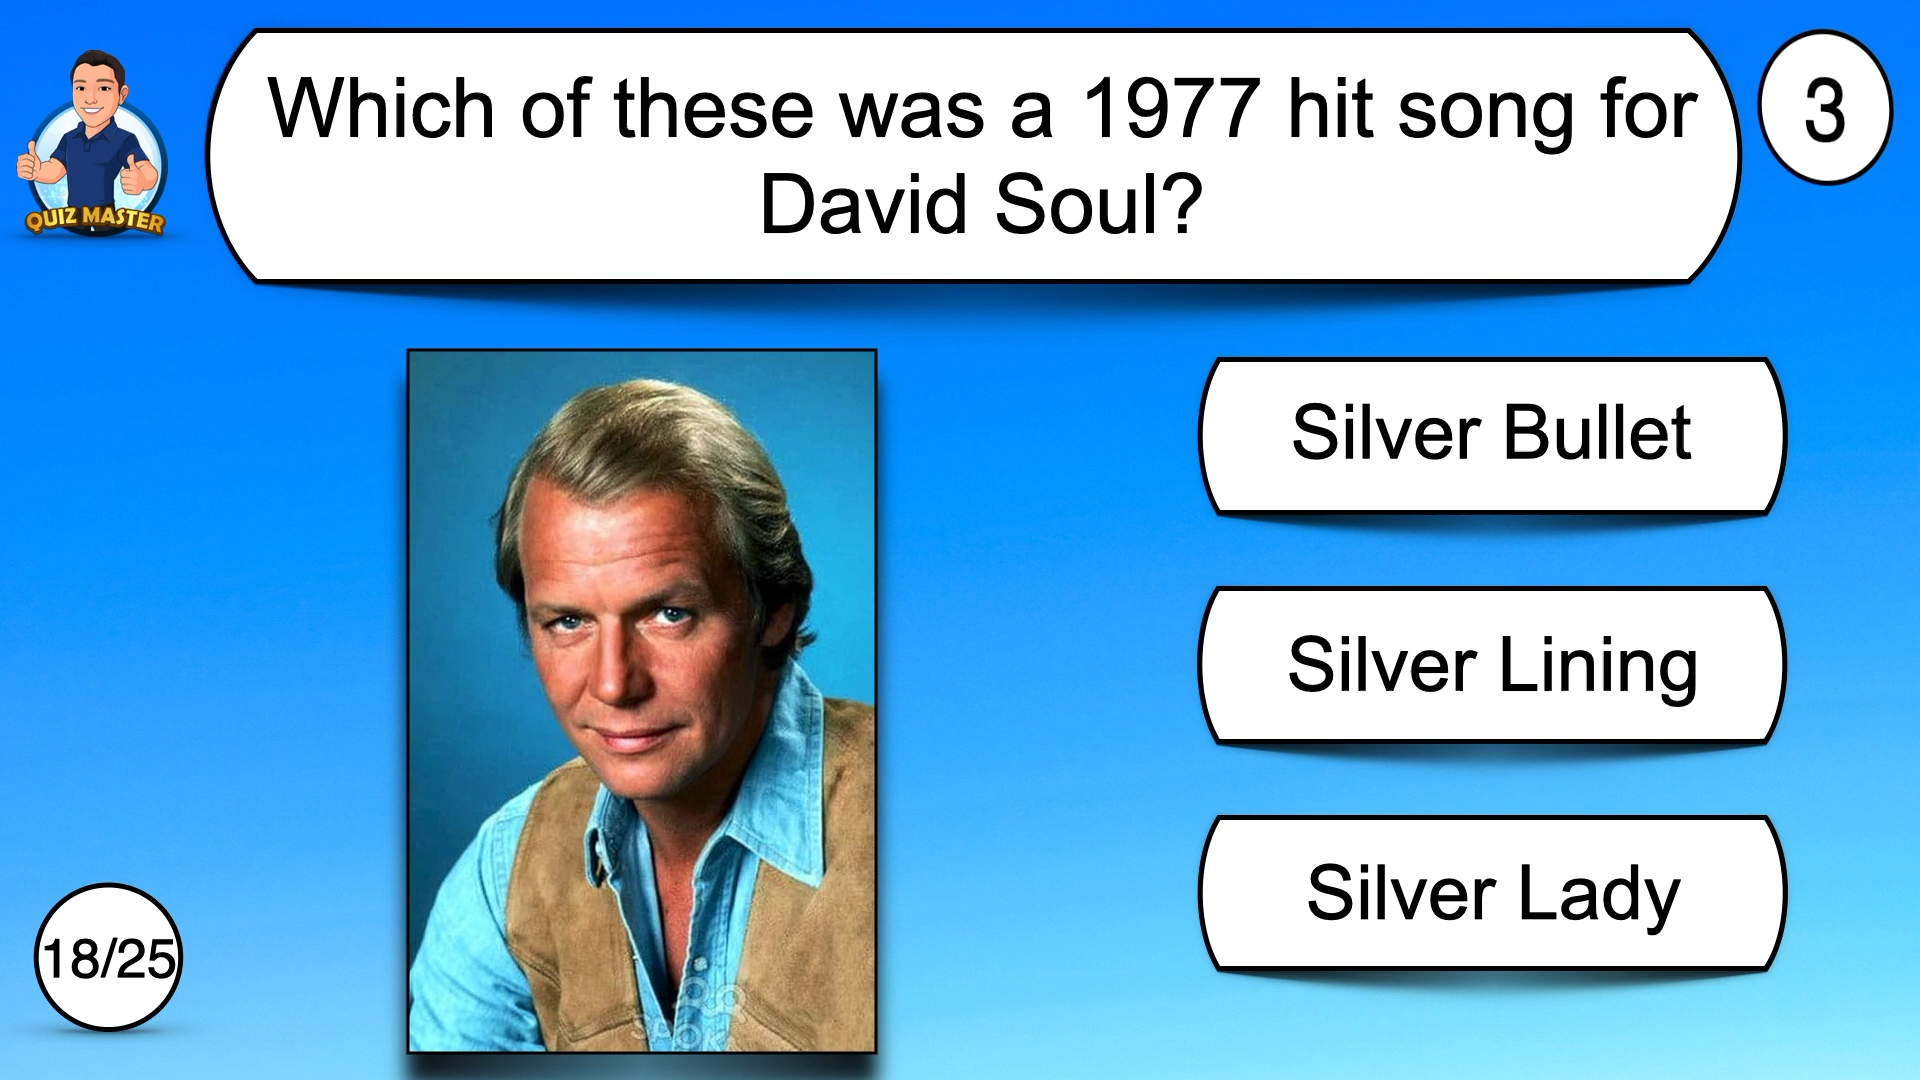 Which of these was a 1977 hit song for
David Soul?
3
QUIZ MASTER
Silver Bullet
Silver Lining
Silver Lady
18/25